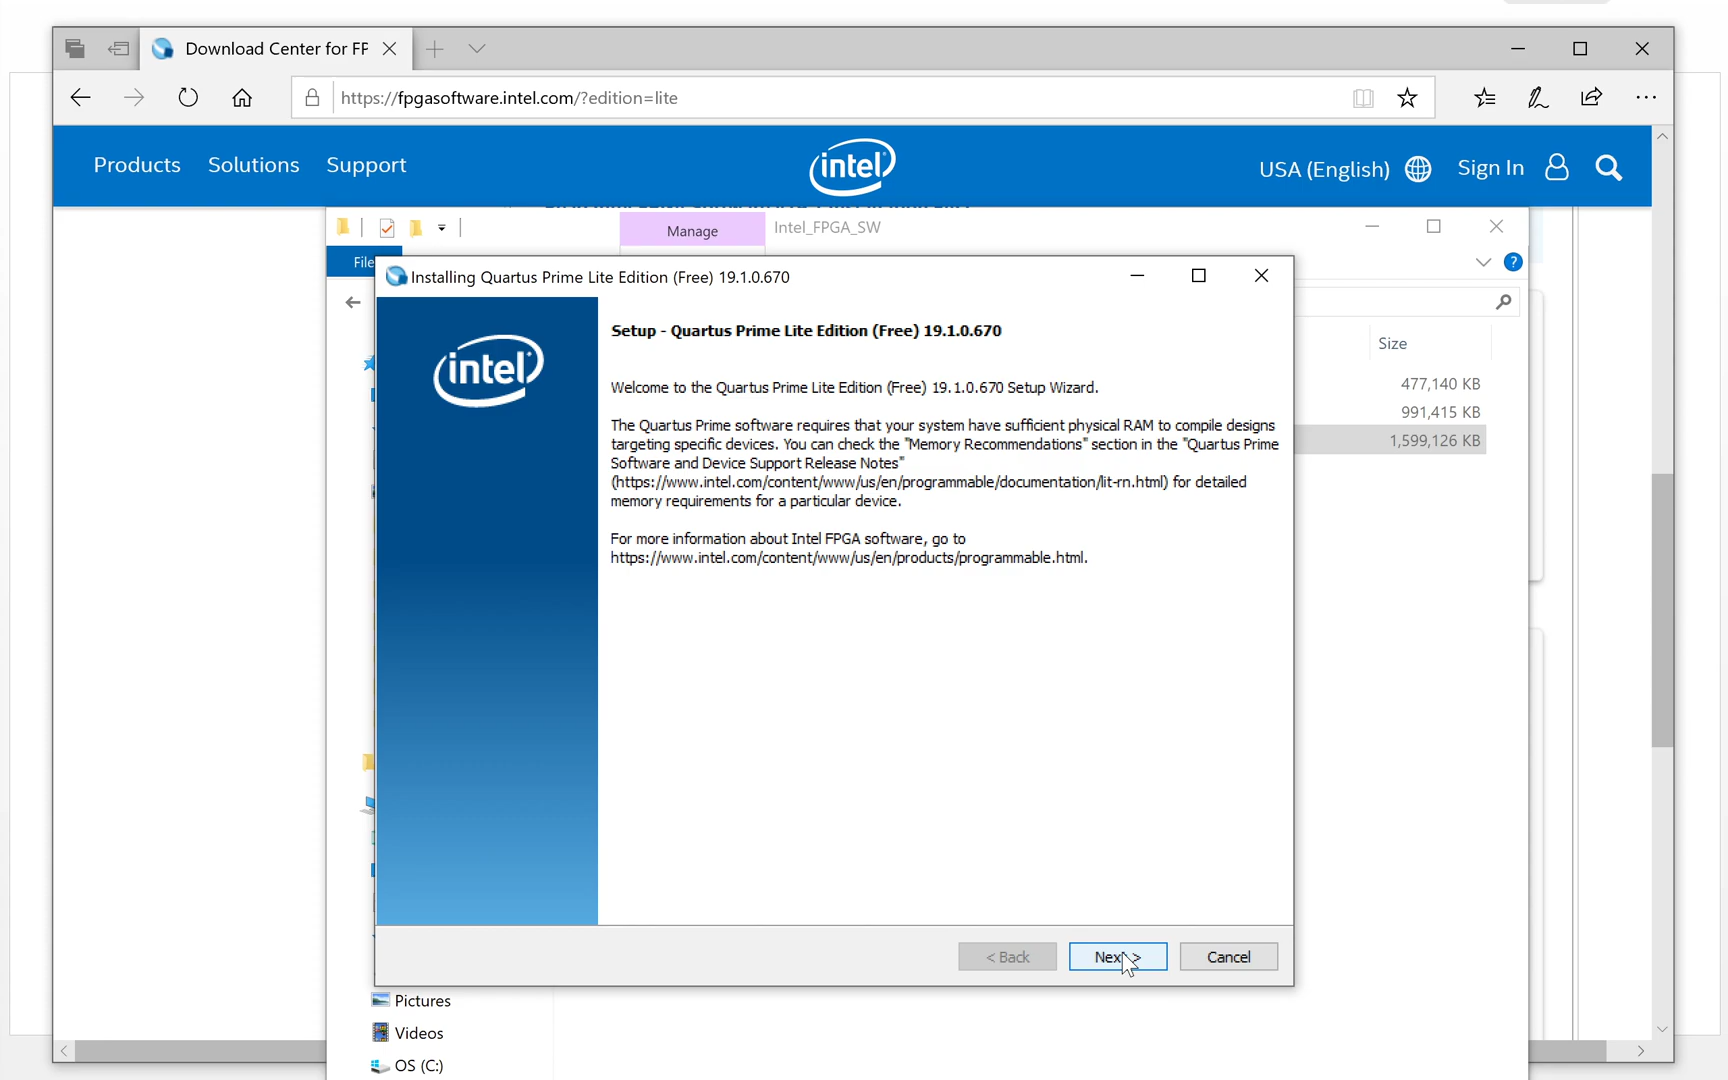 Download Center for FP
https://fpgasoftware.intel.com/?edition=lite
Products Solutions Support
intel
USA (English) Sign In
Manage
Intel_FPGA_SW
File
Installing Quartus Prime Lite Edition (Free) 19.1.0.670
intel
Setup - Quartus Prime Lite Edition (Free) 19.1.0.670
Welcome to the Quartus Prime Lite Edition (Free) 19.1.0.670 Setup Wizard.
The Quartus Prime software requires that your system have sufficient physical RAM to compile designs
targeting specific devices. You can check the "Memory Recommendations" section in the "Quartus Prime
Software and Device Support Release Notes"
(https://www.intel.com/content/www/us/en/programmable/documentation/lit-rn.html) for detailed
memory requirements for a particular device.
For more information about Intel FPGA software, go to
https://www.intel.com/content/www/us/en/products/programmable.html.
Size
477,140 KB
991,415 KB
1,599,126 KB
< Back
Next >
Cancel
Pictures
Videos
OS (C:)